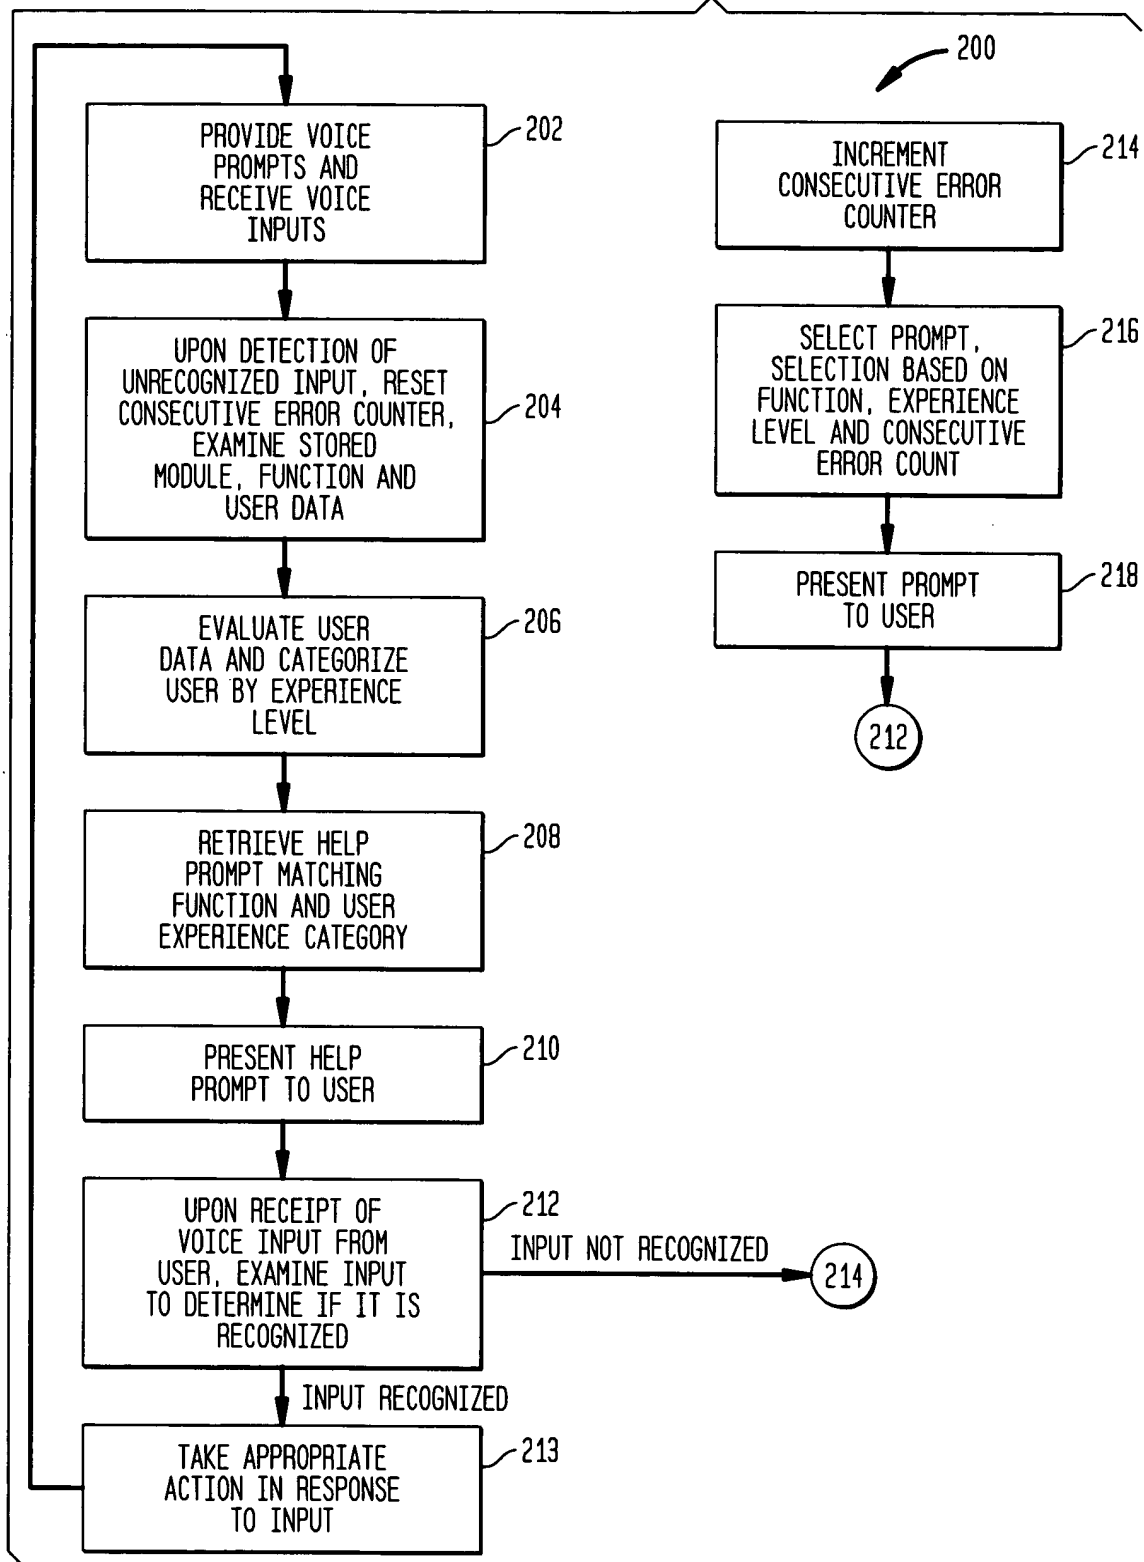 200
PROVIDE VOICE
PROMPTS AND
RECEIVE VOICE
INPUTS
202
UPON DETECTION OF
UNRECOGNIZED INPUT, RESET
CONSECUTIVE ERROR COUNTER,
EXAMINE STORED
MODULE, FUNCTION AND
USER DATA
204
EVALUATE USER
DATA AND CATEGORIZE
USER BY EXPERIENCE
LEVEL
206
RETRIEVE HELP
PROMPT MATCHING
FUNCTION AND USER
EXPERIENCE CATEGORY
208
PRESENT HELP
PROMPT TO USER
210
UPON RECEIPT OF
VOICE INPUT FROM
USER, EXAMINE INPUT
TO DETERMINE IF IT IS
RECOGNIZED
212
INPUT NOT RECOGNIZED
214
INPUT RECOGNIZED
TAKE APPROPRIATE
ACTION IN RESPONSE
TO INPUT
213
INCREMENT
CONSECUTIVE ERROR
COUNTER
214
SELECT PROMPT,
SELECTION BASED ON
FUNCTION, EXPERIENCE
LEVEL AND CONSECUTIVE
ERROR COUNT
216
PRESENT PROMPT
TO USER
218
212